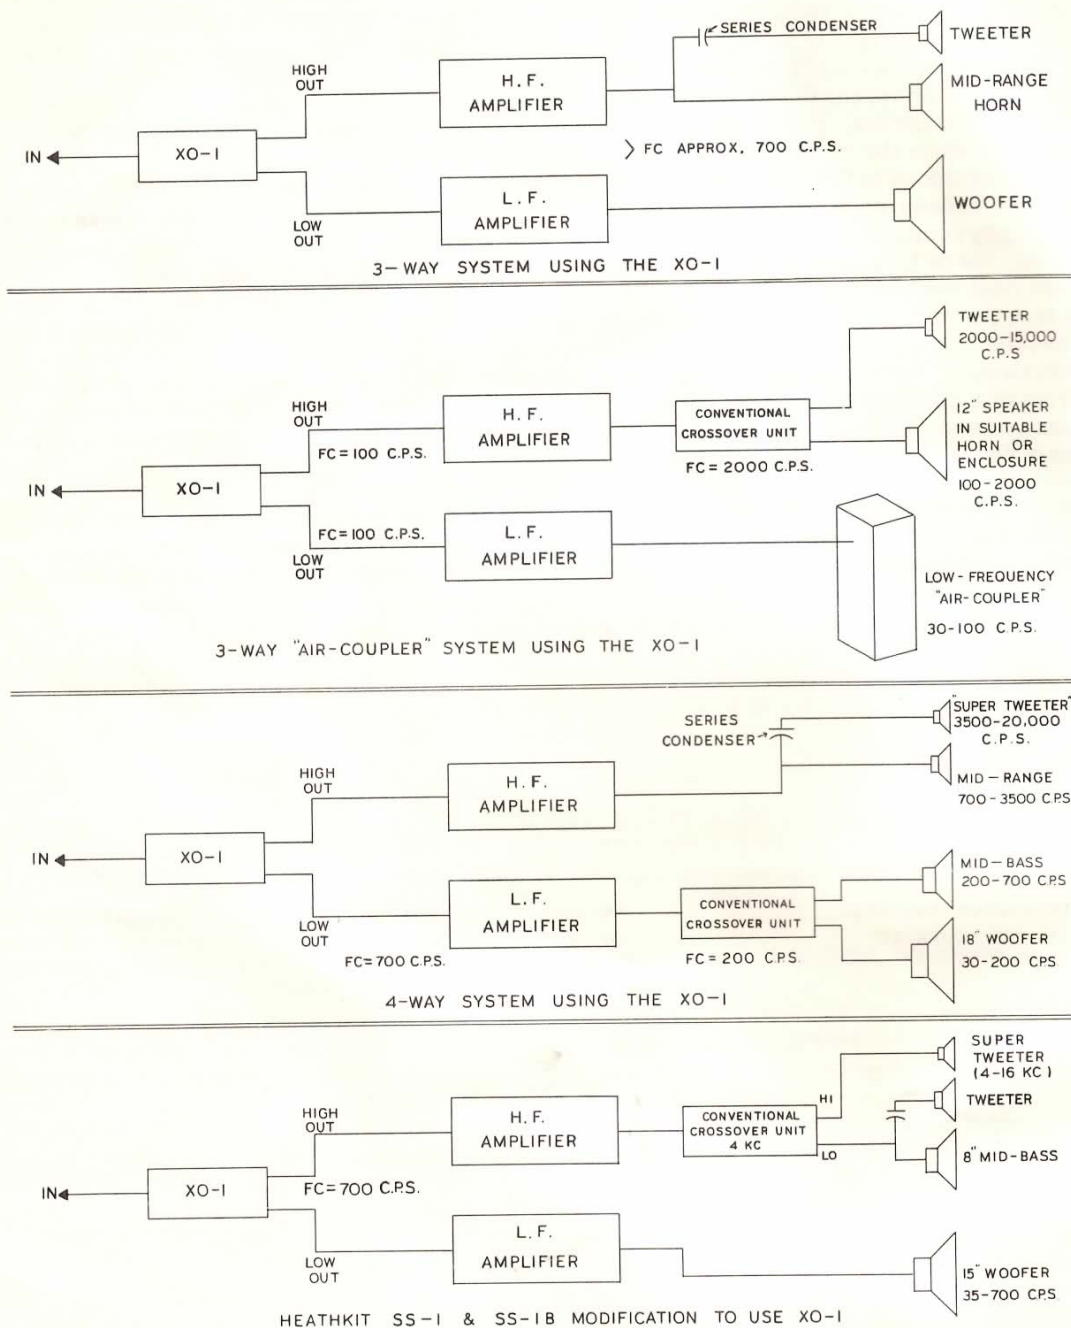 SERIES CONDENSER
TWEETER
HIGH
OUT
H. F.
AMPLIFIER
MID-RANGE
HORN
IN
XO-1
FC APPROX. 700 C.P.S.
L. F.
AMPLIFIER
WOOFER
LOW
OUT
3-WAY SYSTEM USING THE XO-1
TWEETER
2000-15,000
C.P.S
HIGH
OUT
H. F.
AMPLIFIER
CONVENTIONAL
CROSSOVER UNIT
12" SPEAKER
IN SUITABLE
HORN OR
ENCLOSURE
100-2000
C.P.S.
FC=100 C.P.S.
FC=2000 C.P.S.
IN
XO-1
FC=100 C.P.S.
LOW
OUT
L. F.
AMPLIFIER
LOW-FREQUENCY
"AIR-COUPLER"
30-100 C.P.S.
3-WAY "AIR-COUPLER" SYSTEM USING THE XO-1
SERIES
CONDENSER
"SUPER TWEETER"
3500-20,000
C.P.S.
HIGH
OUT
H. F.
AMPLIFIER
MID-RANGE
700-3500 C.P.S
IN
XO-1
MID-BASS
200-700 C.P.S
LOW
OUT
L. F.
AMPLIFIER
CONVENTIONAL
CROSSOVER UNIT
18" WOOFER
30-200 CPS.
FC=700 C.P.S.
FC=200 C.P.S.
4-WAY SYSTEM USING THE XO-1
SUPER
TWEETER
(4-16 KC)
HI
TWEETER
HIGH
OUT
H. F.
AMPLIFIER
CONVENTIONAL
CROSSOVER UNIT
4 KC
LO
8" MID-BASS
IN
XO-1
FC=700 C.P.S.
LOW
OUT
L. F.
AMPLIFIER
15" WOOFER
35-700 CPS.
HEATHKIT SS-1 & SS-1B MODIFICATION TO USE XO-1